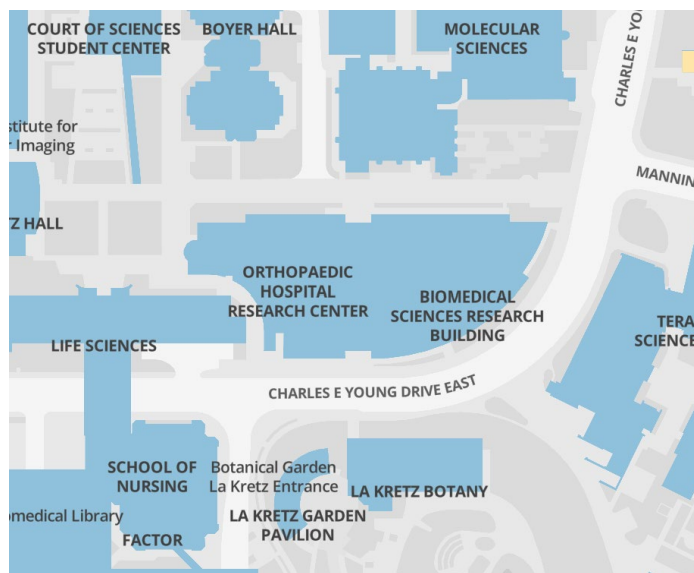 COURT OF SCIENCES
STUDENT CENTER
BOYER HALL
MOLECULAR
SCIENCES
CHARLES E YO
stitute for
r Imaging
MANNIN
TZ HALL
ORTHOPAEDIC
HOSPITAL
RESEARCH CENTER
BIOMEDICAL
SCIENCES RESEARCH
BUILDING
TERA
SCIENCE
LIFE SCIENCES
CHARLES E YOUNG DRIVE EAST
SCHOOL OF
NURSING
Botanical Garden
La Kretz Entrance
LA KRETZ BOTANY
omedical Library
LA KRETZ GARDEN
PAVILION
FACTOR